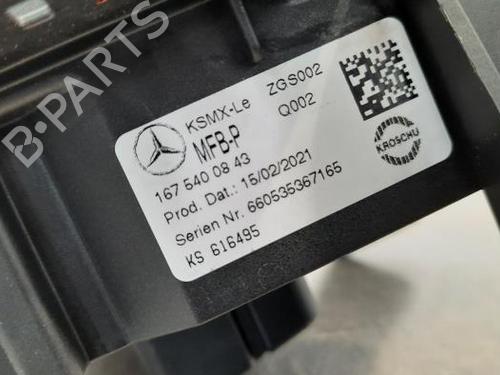 B-PARTS
KSMX-Le ZGS002
MFB-P Q002
167 540 08 43
Prod. Dat.: 15/02/2021
Serien Nr. 660535367165
KS 616495
KROSCHU